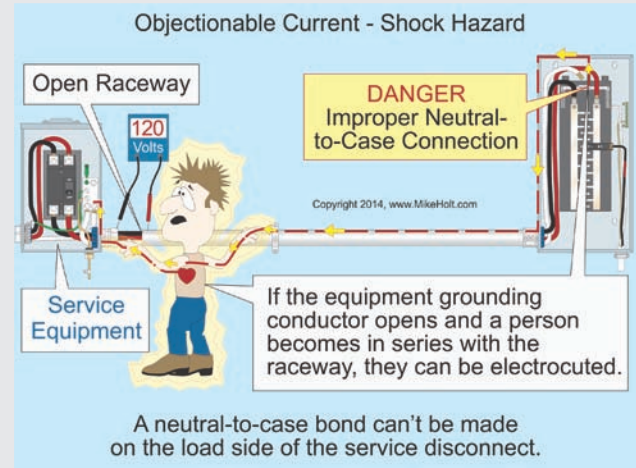 Objectionable Current - Shock Hazard
Open Raceway
120
Volts
DANGER
Improper Neutral-
to-Case Connection
Copyright 2014, www.MikeHolt.com
Service
Equipment
If the equipment grounding
conductor opens and a person
becomes in series with the
raceway, they can be electrocuted.
A neutral-to-case bond can't be made
on the load side of the service disconnect.